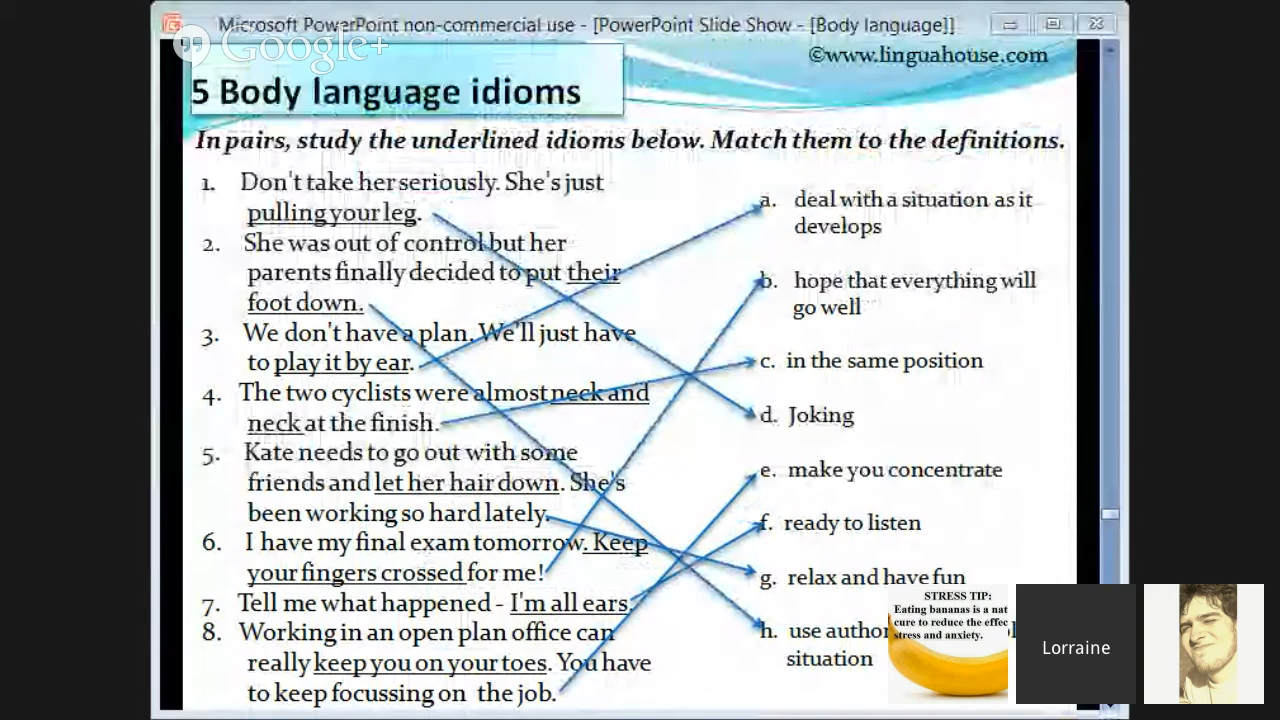 Microsoft PowerPoint non-commercial use - [PowerPoint Slide Show - [Body language]]
Google+
©www.linguahouse.com
5 Body language idioms
In pairs, study the underlined idioms below. Match them to the definitions.
1. Don't take her seriously. She's just
pulling your leg.
2. She was out of control but her
parents finally decided to put their
foot down.
3. We don't have a plan. We'll just have
to play it by ear.
4. The two cyclists were almost neck and
neck at the finish.
5. Kate needs to go out with some
friends and let her hair down. She's
been working so hard lately.
6. I have my final exam tomorrow. Keep
your fingers crossed for me!
7. Tell me what happened - I'm all ears.
8. Working in an open plan office can
really keep you on your toes. You have
to keep focussing on the job.
a. deal with a situation as it
develops
b. hope that everything will
go well
c. in the same position
d. Joking
e. make you concentrate
f. ready to listen
g. relax and have fun
h. use
situation
STRESS TIP:
Eating bananas is a nat
cure to reduce the effec
stress and anxiety.
Lorraine